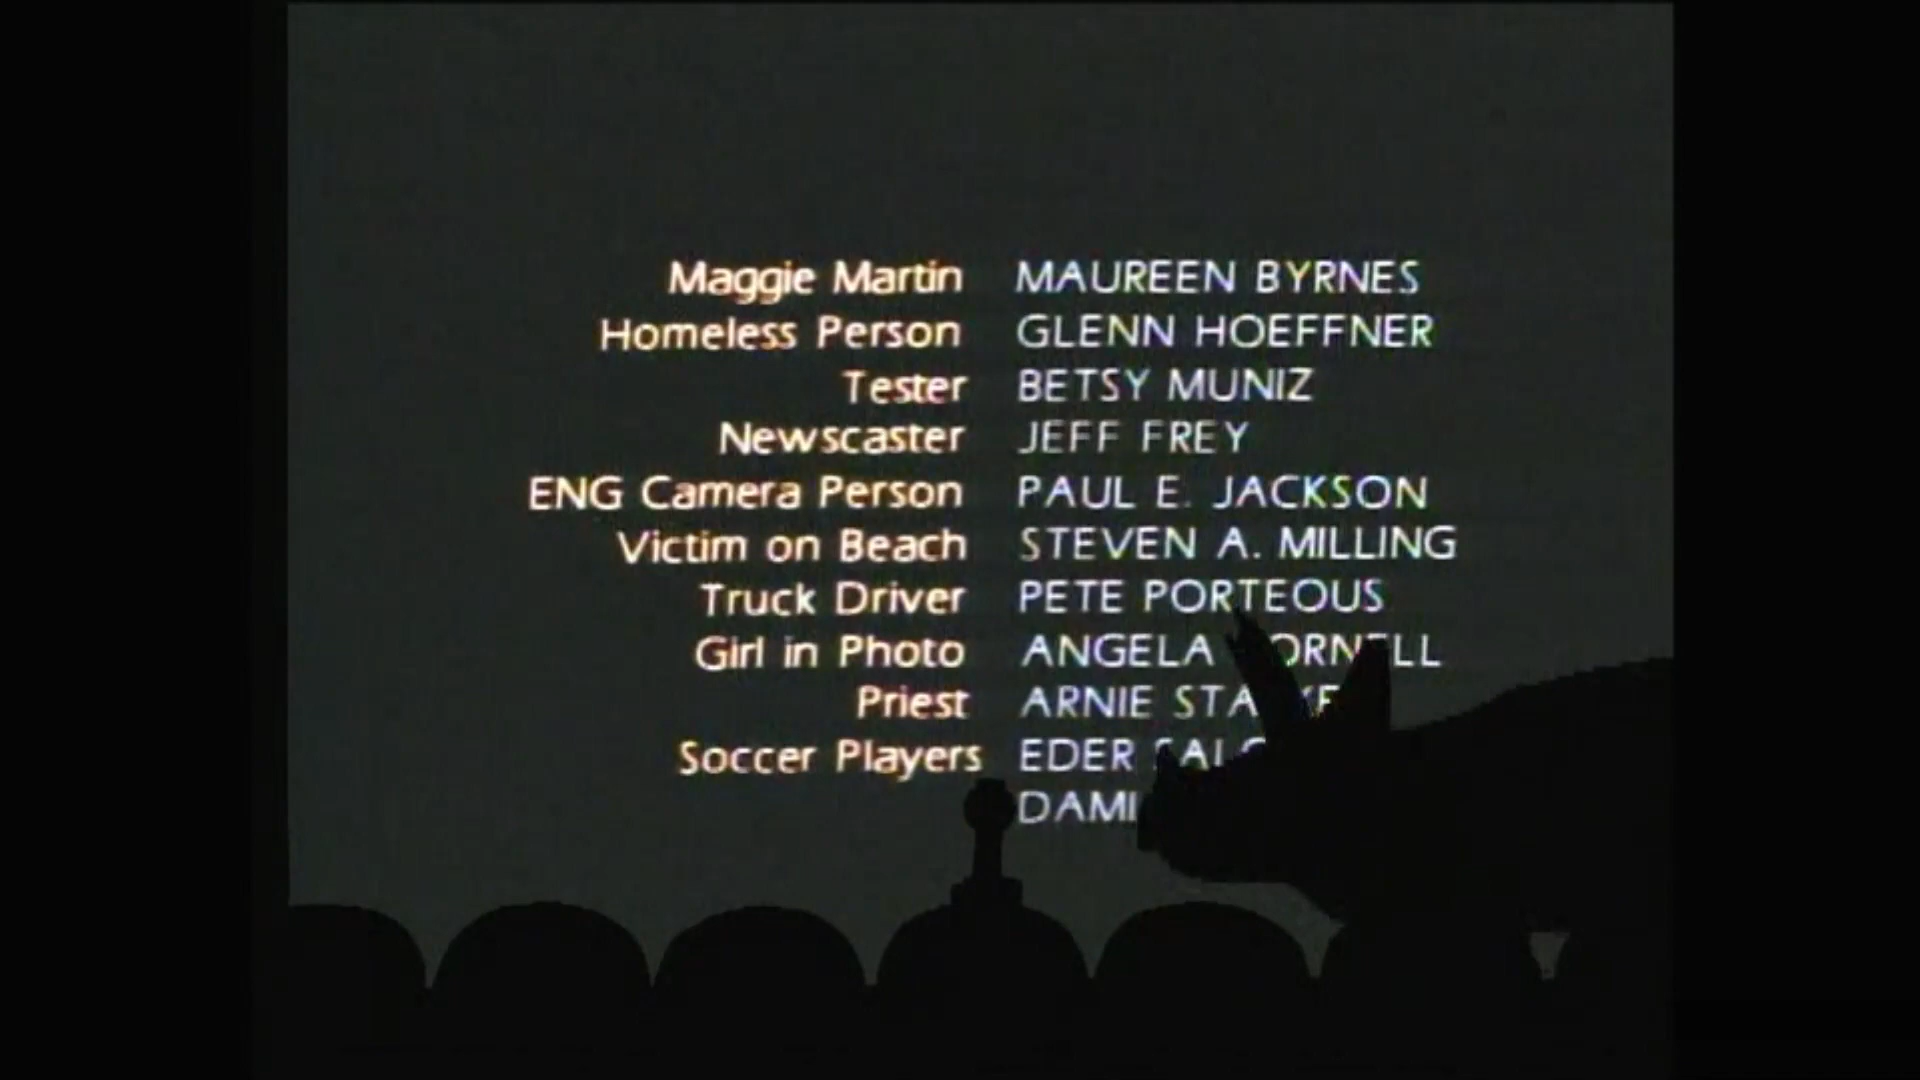 Maggie Martin MAUREEN BYRNES
Homeless Person GLENN HOEFFNER
Tester BETSY MUNIZ
Newscaster JEFF FREY
ENG Camera Person PAUL E. JACKSON
Victim on Beach STEVEN A. MILLING
Truck Driver PETE PORTEOUS
Girl in Photo ANGELA
Priest ARNIE
Soccer Players EDER